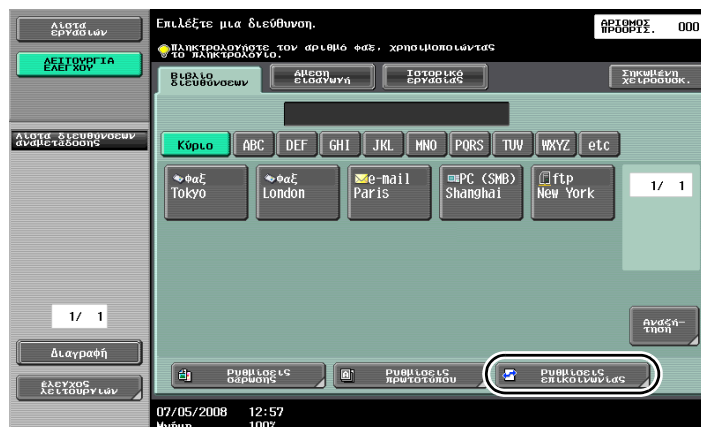 Λίστα
εργασιών
ΛΕΙΤΟΥΡΓΙΑ
ΕΛΕΓΧΟΥ
Λίστα διευθύνσεων
αναμετάδοσης
1/ 1
Διαγραφή
έλεγχος
λειτουργιών
Επιλέξτε μια διεύθυνση.
ΑΡΙΘΜΟΣ
ΠΡΟΟΡΙΣ. 000
Πληκτρολογήστε τον αριθμό φαξ, χρησιμοποιώντας
το πληκτρολόγιο.
Βιβλίο
διευθύνσεων
Άμεση
εισαγωγή
Ιστορικό
εργασίας
Σηκωμένη
χειροσυσκ.
Κύριο ABC DEF GHI JKL MNO PQRS TUV WXYZ etc
φαξ
Tokyo
φαξ
London
e-mail
Paris
PC (SMB)
Shanghai
ftp
New York
1/ 1
Αναζή-
τηση
Ρυθμίσεις
σάρωσης
Ρυθμίσεις
πρωτοτύπου
Ρυθμίσεις
επικοινωνίας
07/05/2008 12:57
Μνήμη 100%